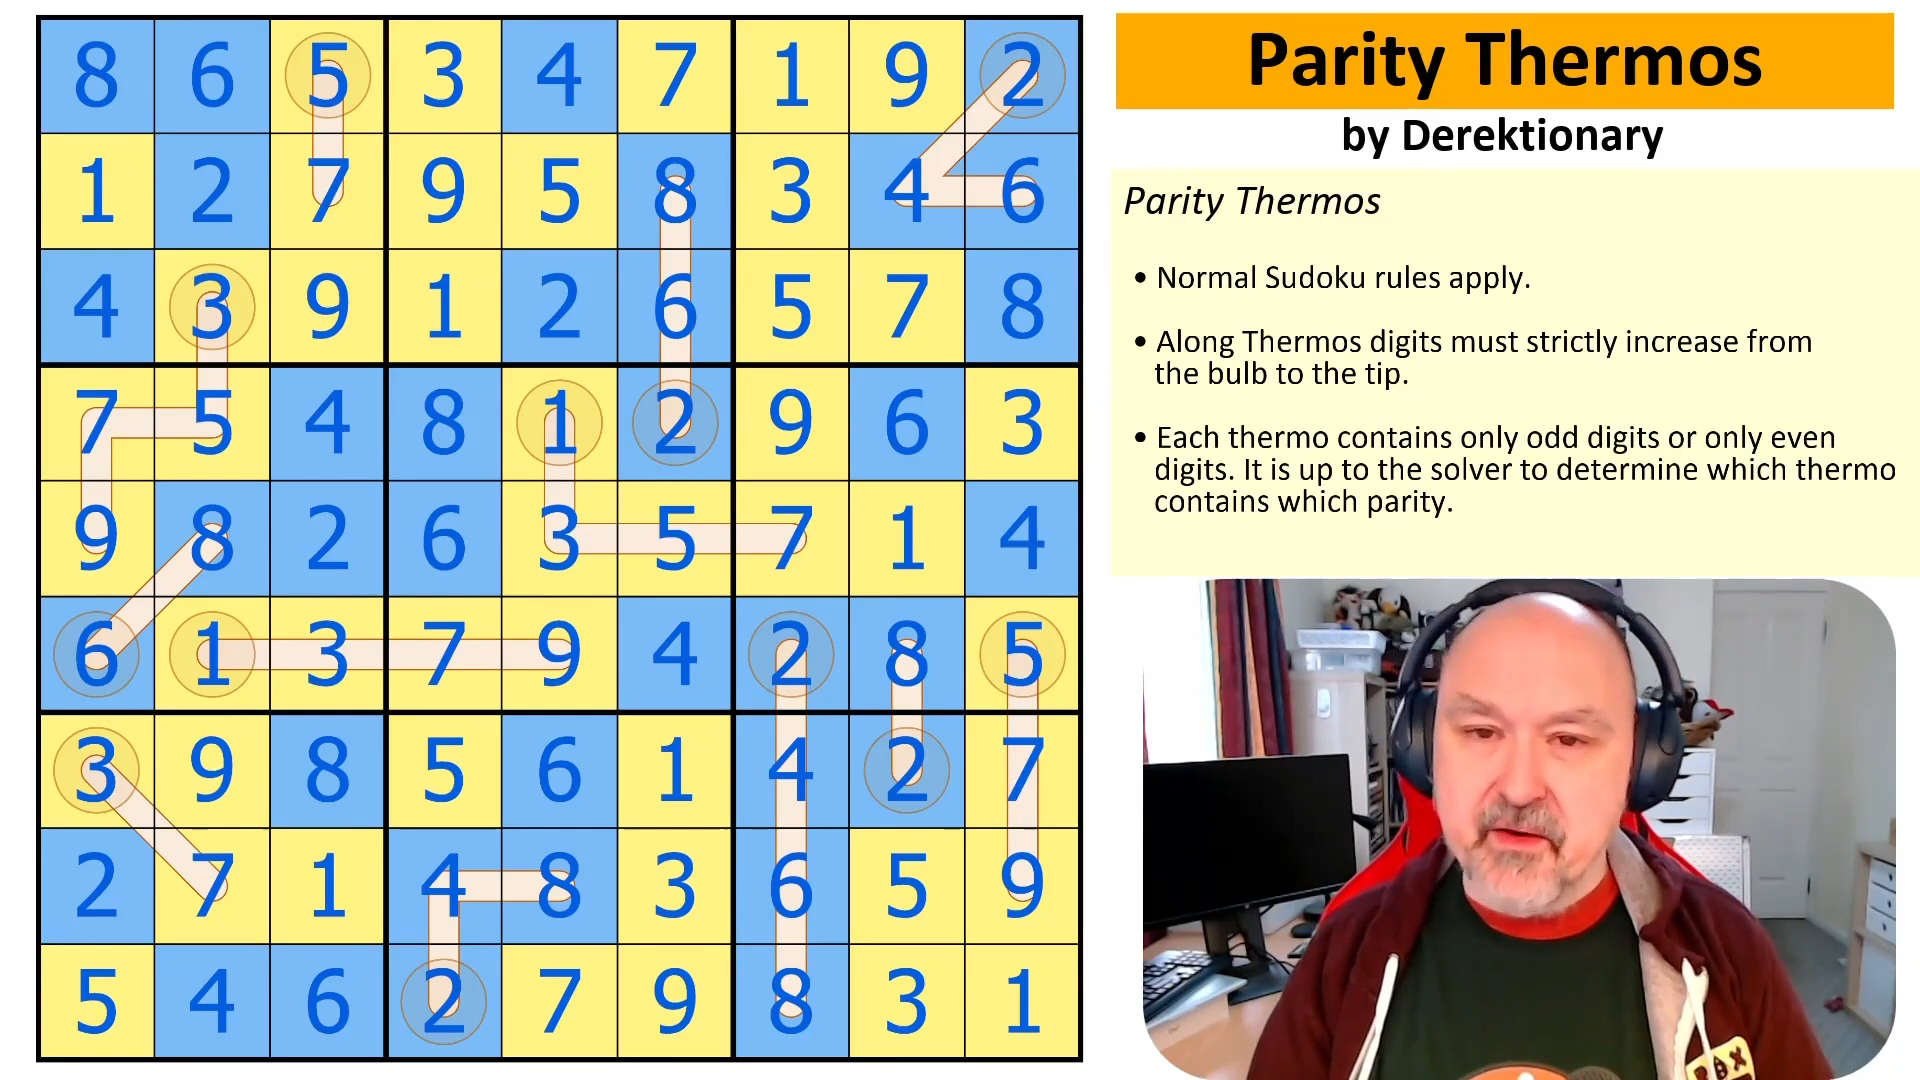 Parity Thermos
by Derektionary
Parity Thermos
• Normal Sudoku rules apply.
• Along Thermos digits must strictly increase from
the bulb to the tip.
• Each thermo contains only odd digits or only even
digits. It is up to the solver to determine which thermo
contains which parity.
8 6 5 3 4 7 1 9 2
1 2 7 9 5 8 3 4 6
4 3 9 1 2 6 5 7 8
7 5 4 8 1 2 9 6 3
9 8 2 6 3 5 7 1 4
6 1 3 7 9 4 2 8 5
3 9 8 5 6 1 4 2 7
2 7 1 4 8 3 6 5 9
5 4 6 2 7 9 8 3 1